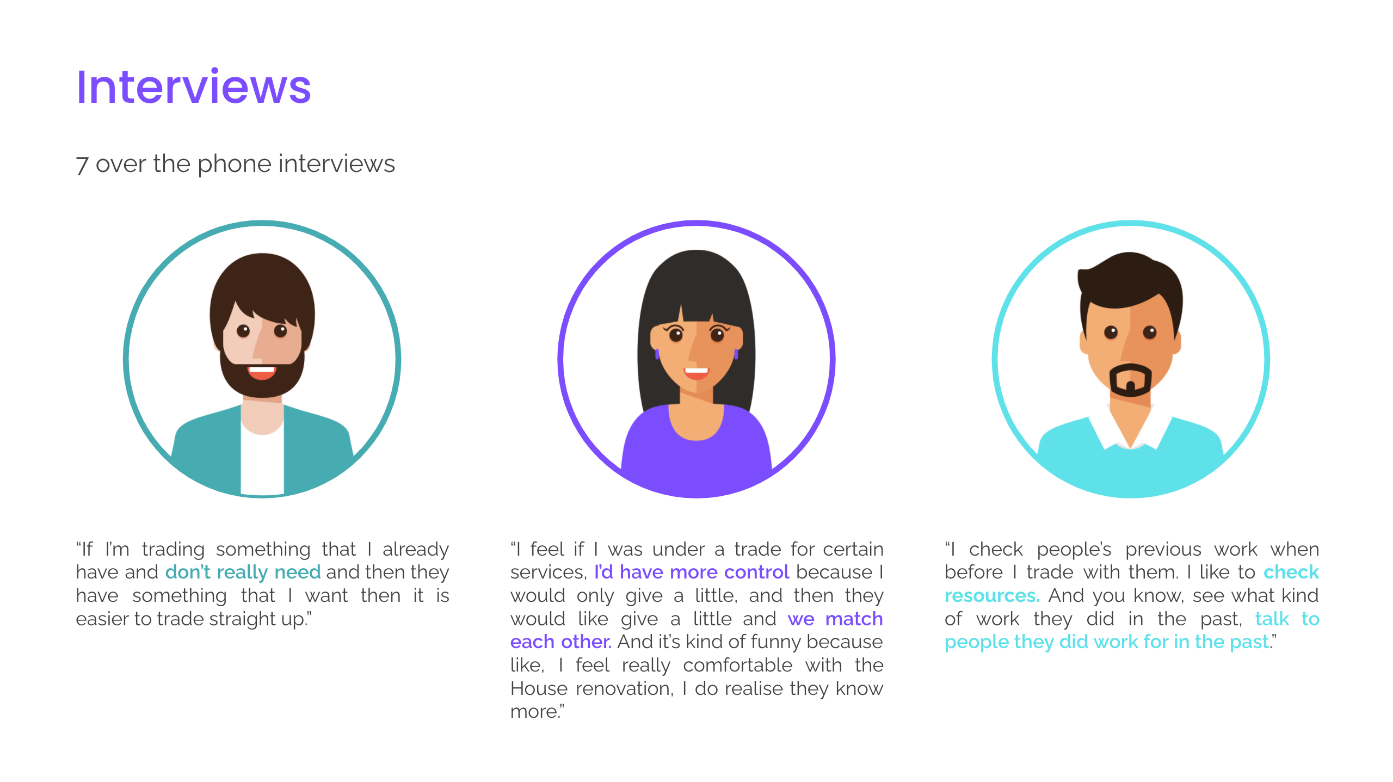 Interviews
7 over the phone interviews
“If I’m trading something that I already
have and don’t really need and then they
have something that I want then it is
easier to trade straight up.”
“I feel if I was under a trade for certain
services, I’d have more control because I
would only give a little, and then they
would like give a little and we match
each other. And it’s kind of funny because
like, I feel really comfortable with the
House renovation, I do realise they know
more.”
“I check people’s previous work when
before I trade with them. I like to check
resources. And you know, see what kind
of work they did in the past, talk to
people they did work for in the past.”